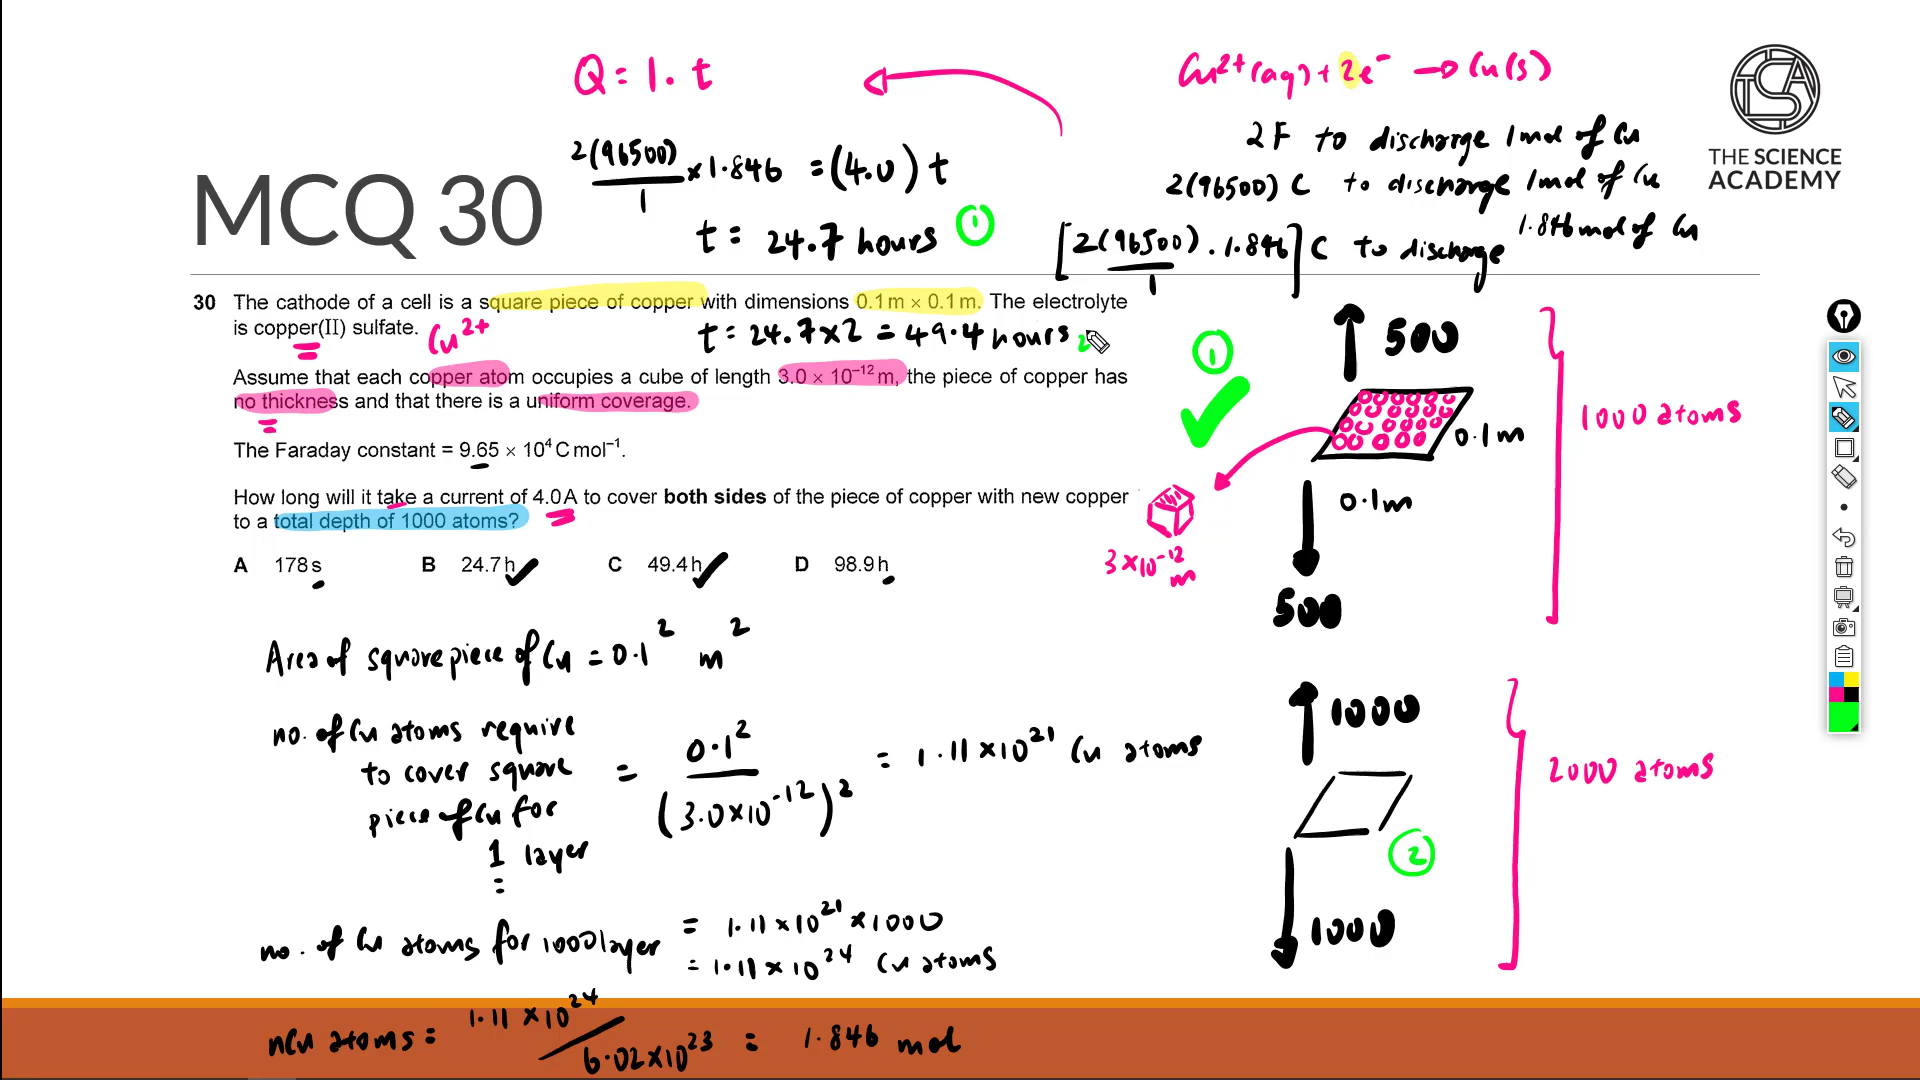 Q = I . t
Cu²⁺(aq) + 2e⁻ → Cu(s)
THE SCIENCE
ACADEMY
MCQ 30
2(96500)/1 × 1.846 = (4.0) t
t = 24.7 hours ①
2 F to discharge 1 mol of Cu
2(96500) C to discharge 1 mol of Cu
[2(96500)/1 . 1.846] C to discharge 1.846 mol of Cu
30 The cathode of a cell is a square piece of copper with dimensions 0.1 m × 0.1 m. The electrolyte
is copper(II) sulfate.
Cu²⁺
t = 24.7 × 2 = 49.4 hours 2
Assume that each copper atom occupies a cube of length 3.0 × 10⁻¹² m, the piece of copper has
no thickness and that there is a uniform coverage.
The Faraday constant = 9.65 × 10⁴ C mol⁻¹.
How long will it take a current of 4.0 A to cover both sides of the piece of copper with new copper
to a total depth of 1000 atoms?
A 178 s B 24.7 h C 49.4 h D 98.9 h
①
500
0.1m
0.1m
500
1000 atoms
3×10⁻¹² m
Area of square piece of Cu = 0.1² m²
no. of Cu atoms require
to cover square
piece of Cu for
1 layer
= 0.1²/(3.0×10⁻¹²)² = 1.11 × 10²¹ Cu atoms
no. of Cu atoms for 1000 layer = 1.11 × 10²¹ × 1000
= 1.11 × 10²⁴ Cu atoms
nCu atoms = 1.11 × 10²⁴ / 6.02×10²³ = 1.846 mol
1000
2000 atoms
②
1000